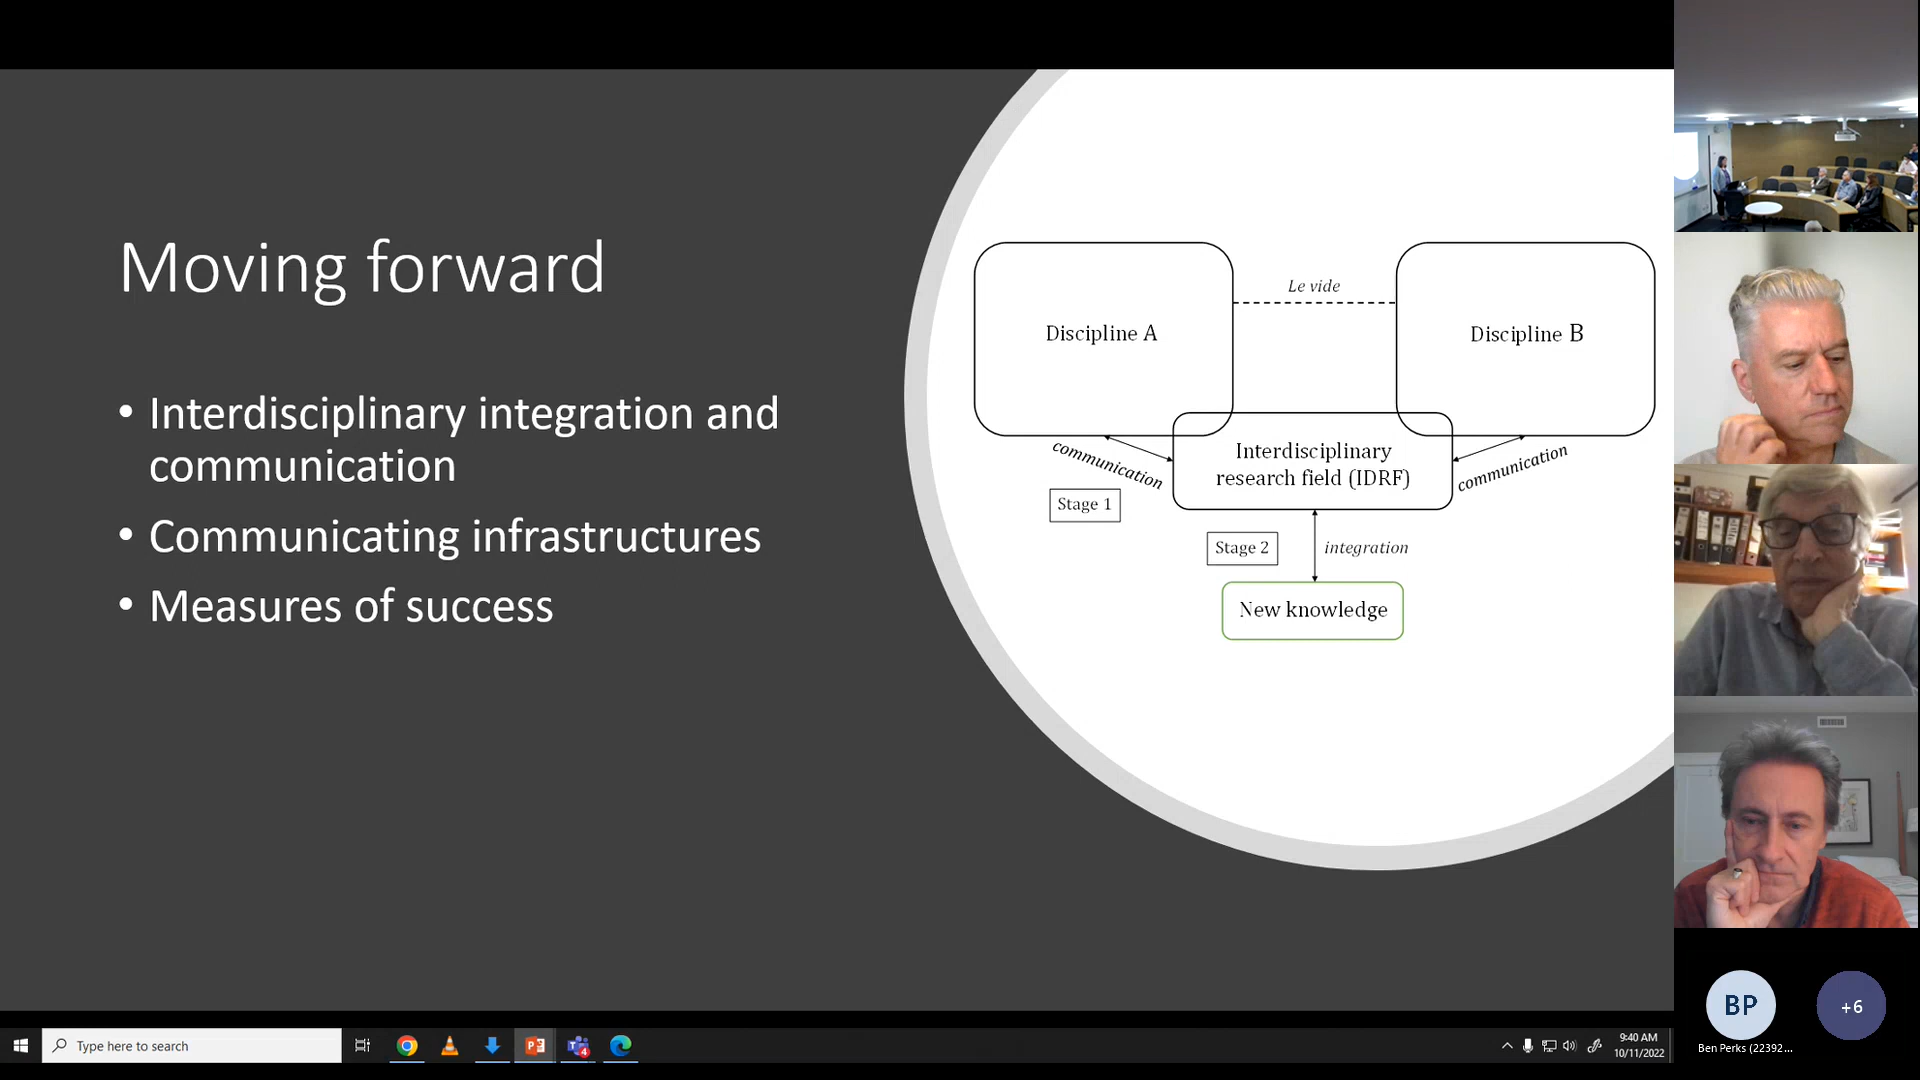 Moving forward
• Interdisciplinary integration and
communication
• Communicating infrastructures
• Measures of success
Le vide
Discipline A
Discipline B
communication
Interdisciplinary
research field (IDRF)
communication
Stage 1
Stage 2
integration
New knowledge
BP
+6
Ben Perks (22392...
Type here to search
4
9:40 AM
10/11/2022